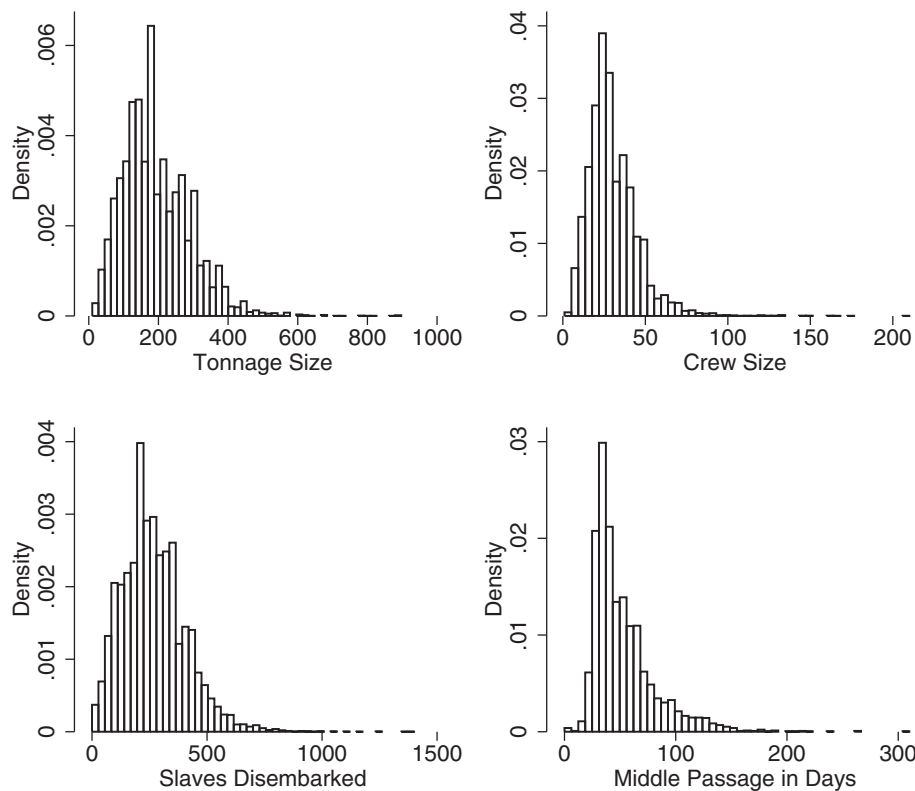 Density
.006
.004
.002
0
0 200 400 600 800 1000
Tonnage Size
Density
.04
.03
.02
.01
0
0 50 100 150 200
Crew Size
Density
.004
.003
.002
.001
0
0 500 1000 1500
Slaves Disembarked
Density
.03
.02
.01
0
0 100 200 300
Middle Passage in Days